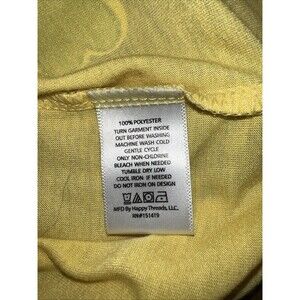 100% POLYESTER
TURN GARMENT INSIDE
OUT BEFORE WASHING
MACHINE WASH COLD
GENTLE CYCLE
ONLY NON-CHLORINE
BLEACH WHEN NEEDED
TUMBLE DRY LOW
COOL IRON IF NEEDED
DO NOT IRON ON DESIGN
MFD By Happy Threads, LLC.
RN#151419